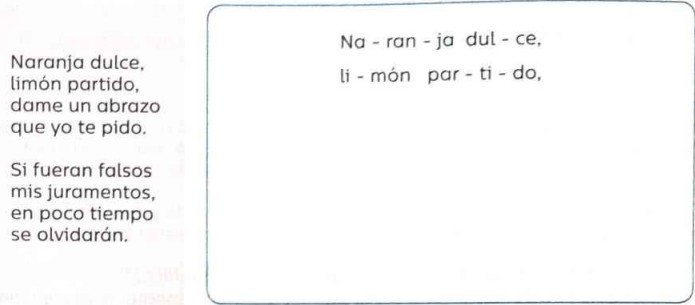 Naranja dulce,
limón partido,
dame un abrazo
que yo te pido.
Si fueran falsos
mis juramentos,
en poco tiempo
se olvidarán.
Na - ran - ja dul - ce,
li - món par - ti - do,